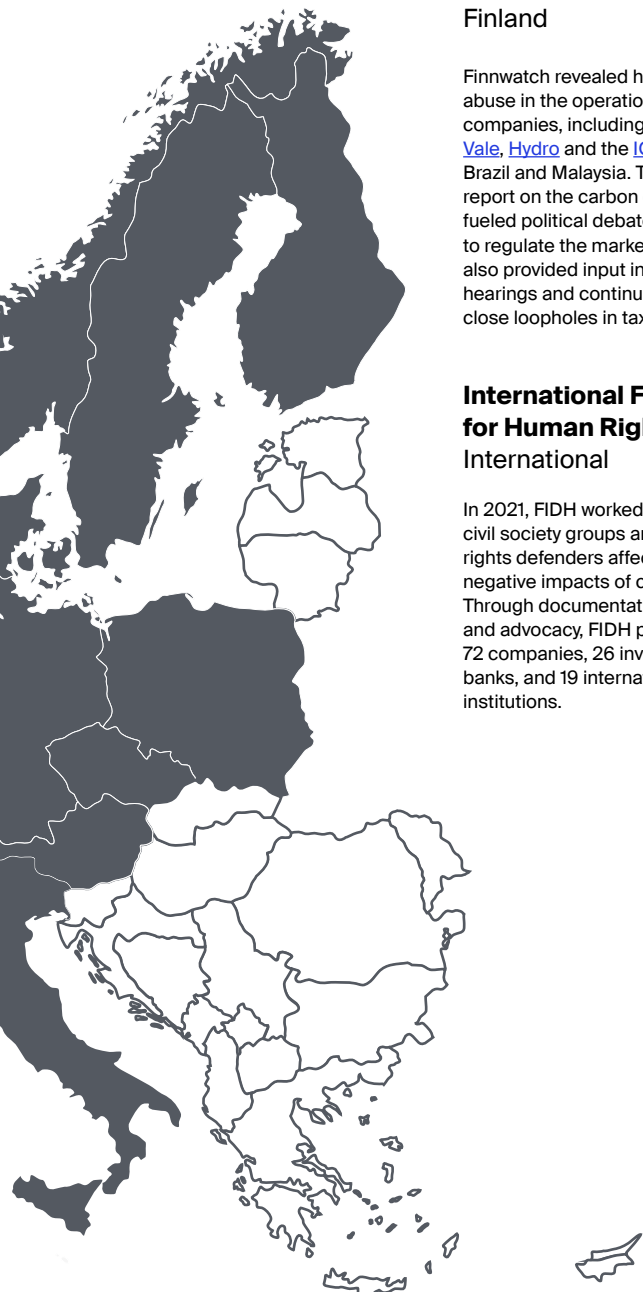 Finland
Finnwatch revealed h
abuse in the operatio
companies, including
Vale, Hydro and the IC
Brazil and Malaysia. T
report on the carbon
fueled political debat
to regulate the marke
also provided input in
hearings and continu
close loopholes in tax
International F
for Human Righ
International
In 2021, FIDH worked
civil society groups a
rights defenders affec
negative impacts of c
Through documentat
and advocacy, FIDH p
72 companies, 26 inv
banks, and 19 interna
institutions.